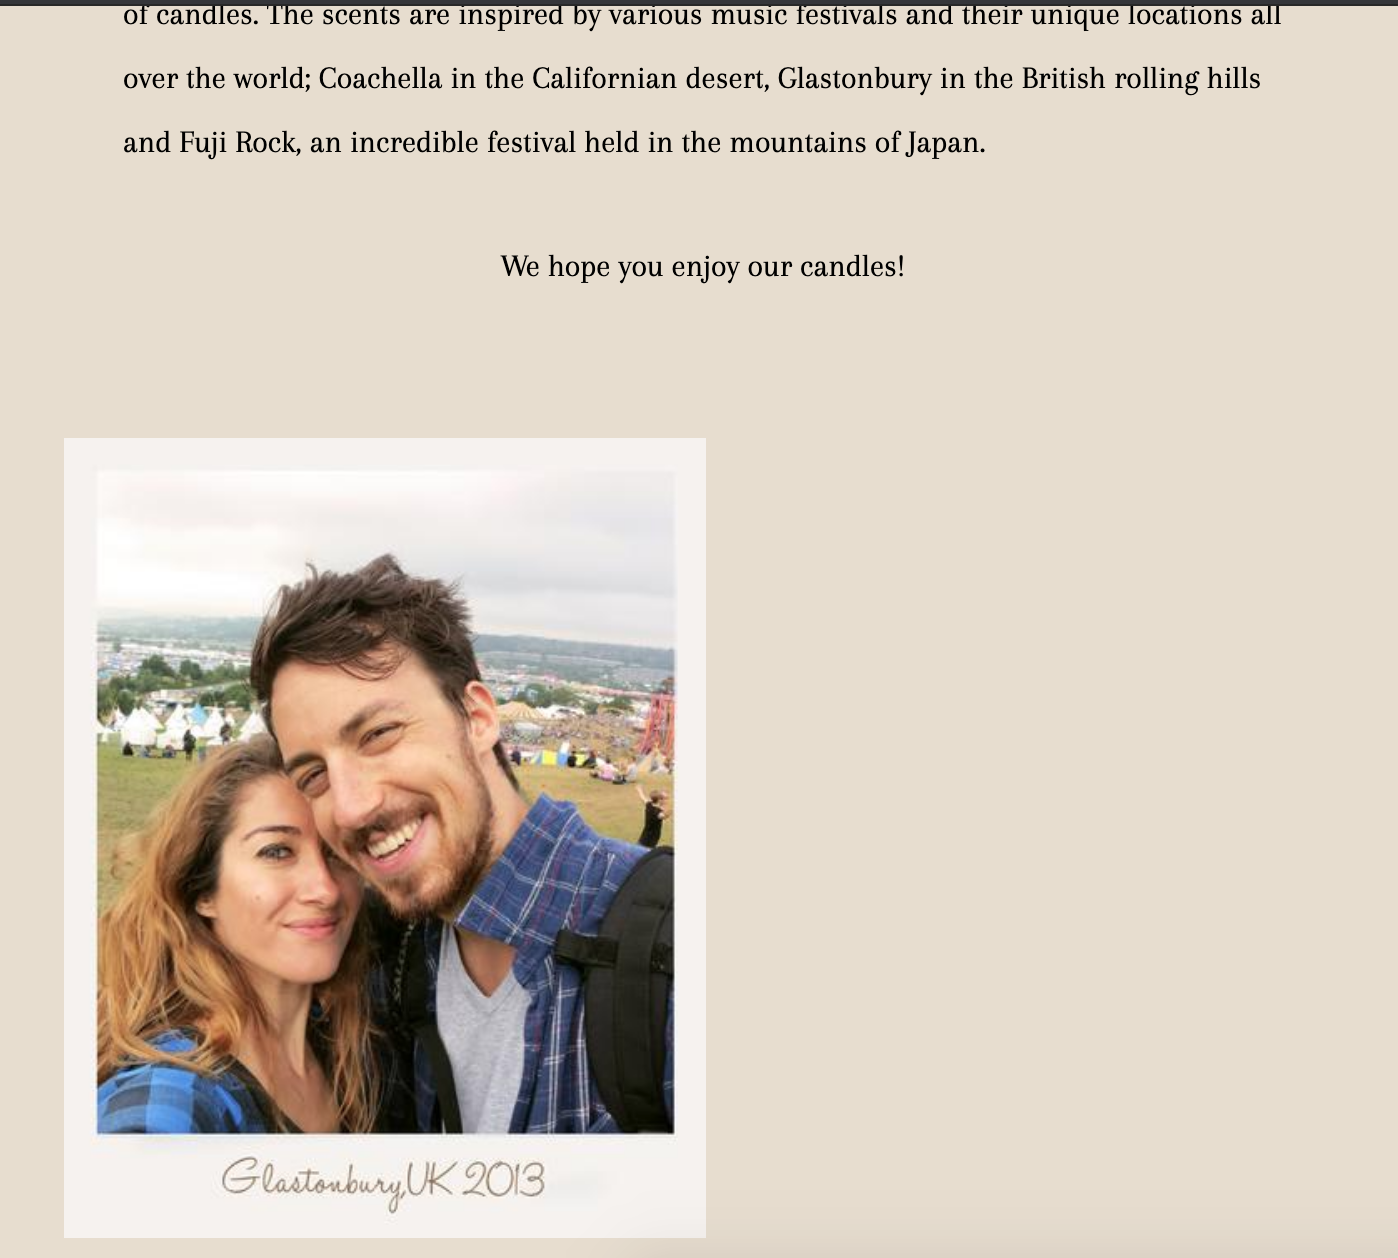 of candles. The scents are inspired by various music festivals and their unique locations all
over the world; Coachella in the Californian desert, Glastonbury in the British rolling hills
and Fuji Rock, an incredible festival held in the mountains of Japan.
We hope you enjoy our candles!
Glastonbury,UK 2013